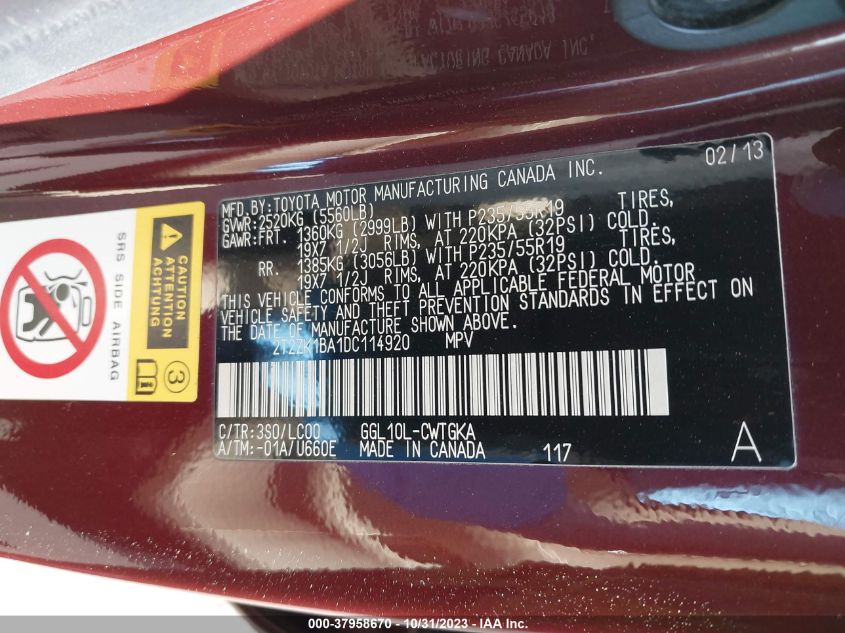 02/13
MFD.BY:TOYOTA MOTOR MANUFACTURING CANADA INC.
GVWR:2520KG (5560LB)
GAWR:FRT. 1360KG (2999LB) WITH P235/55R19 TIRES,
19X7 1/2J RIMS, AT 220KPA (32PSI) COLD.
RR. 1385KG (3056LB) WITH P235/55R19 TIRES,
19X7 1/2J RIMS, AT 220KPA (32PSI) COLD.
THIS VEHICLE CONFORMS TO ALL APPLICABLE FEDERAL MOTOR
VEHICLE SAFETY AND THEFT PREVENTION STANDARDS IN EFFECT ON
THE DATE OF MANUFACTURE SHOWN ABOVE.
2T2ZK1BA1DC114920 MPV
C/TR:3S0/LC00 GGL10L-CWTGKA
A/TM:-01A/U660E MADE IN CANADA 117 A
CAUTION
ATTENTION
ACHTUNG
SRS SIDE AIRBAG
3
000-37958670 - 10/31/2023 - IAA Inc.